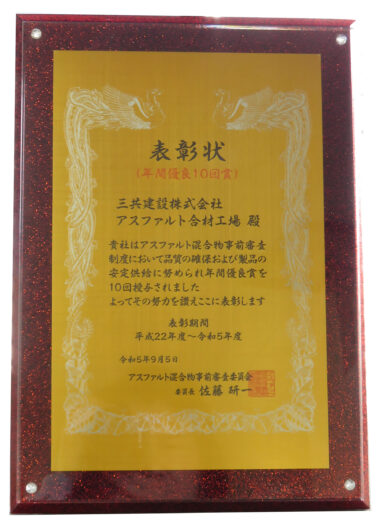 表彰状
(年間優良10回賞)
三共建設株式会社
アスファルト合材工場 殿
貴社はアスファルト混合物事前審査
制度において品質の確保および製品の
安定供給に努められ年間優良賞を
10回授与されました
よってその努力を讃えここに表彰します
表彰期間
平成22年度～令和5年度
令和5年9月5日
アスファルト混合物事前審査委員会
委員長 佐藤 研一